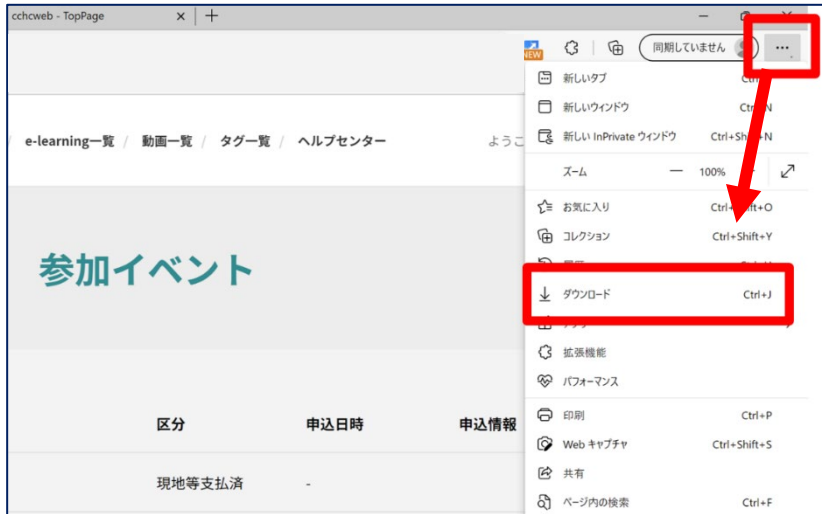 cchcweb - TopPage
NEW
同期していません
新しいタブ
新しいウィンドウ
新しい InPrivate ウィンドウ Ctrl+Sh N
e-learning一覧 / 動画一覧 / タグ一覧 / ヘルプセンター
ようこ
ズーム 100%
お気に入り
コレクション Ctrl+Shift+Y
参加イベント
ダウンロード Ctrl+J
拡張機能
パフォーマンス
印刷 Ctrl+P
Web キャプチャ Ctrl+Shift+S
共有
ページ内の検索 Ctrl+F
区分 申込日時 申込情報
現地等支払済 -